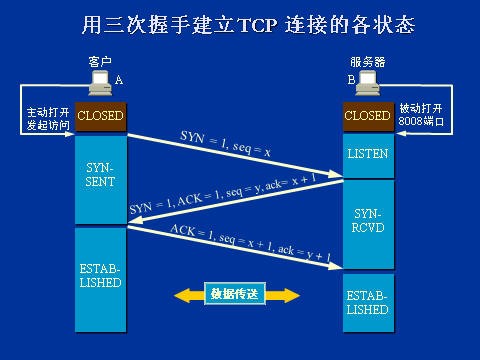 用三次握手建立TCP 连接的各状态
客户
A
服务器
B
主动打开
发起访问
CLOSED
CLOSED
被动打开
8008端口
SYN = 1, seq = x
LISTEN
SYN-
SENT
SYN = 1, ACK = 1, seq = y, ack= x + 1
SYN-
RCVD
ACK = 1, seq = x + 1, ack = y + 1
ESTAB-
LISHED
数据传送
ESTAB-
LISHED